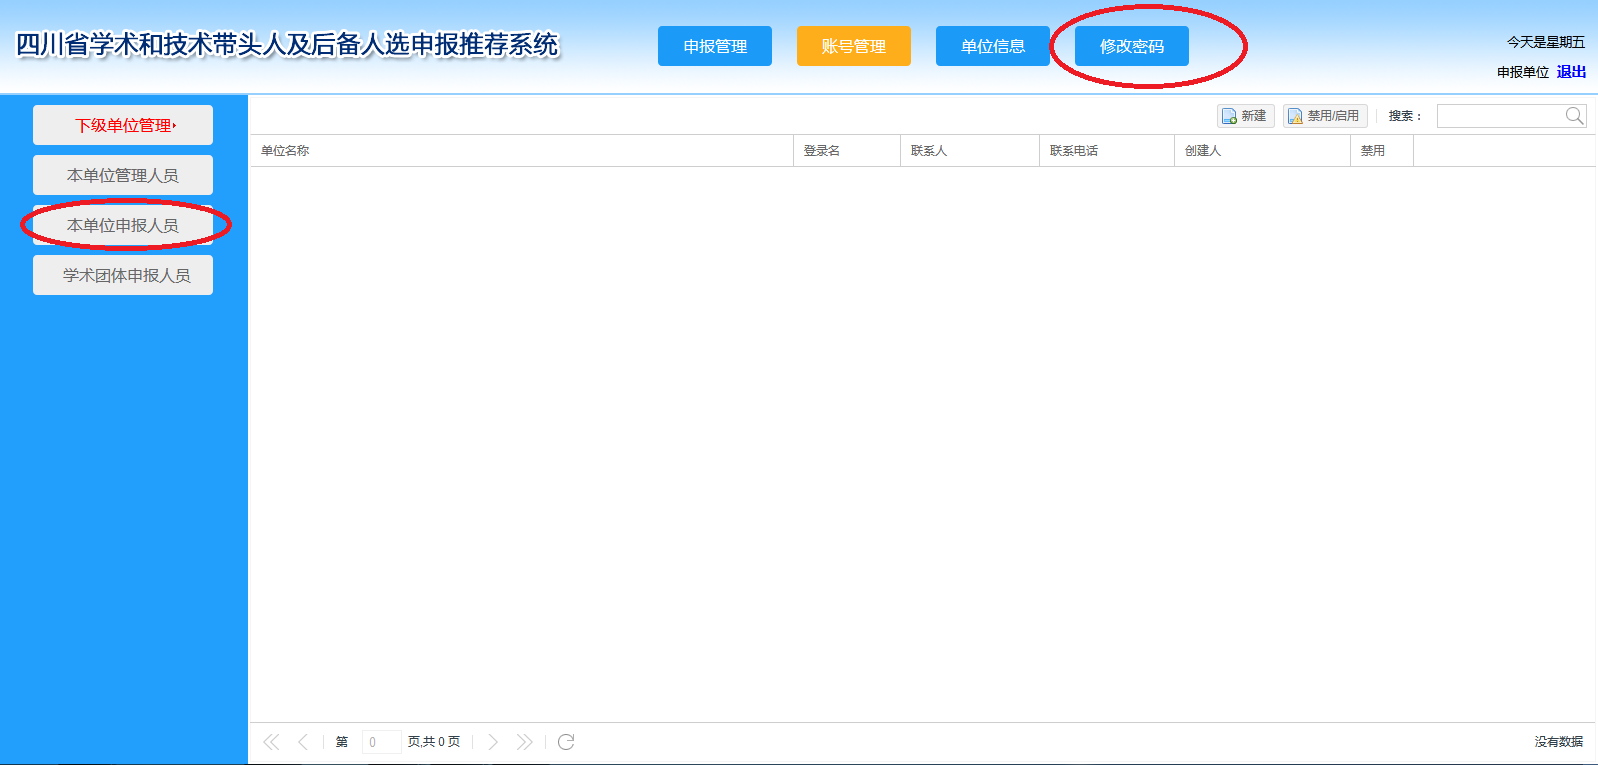 四川省学术和技术带头人及后备人选申报推荐系统
申报管理
账号管理
单位信息
修改密码
今天是星期五
申报单位 退出
下级单位管理
本单位管理人员
本单位申报人员
学术团体申报人员
新建
禁用/启用
搜索：
单位名称 登录名 联系人 联系电话 创建人 禁用
第 0 页,共 0 页
没有数据